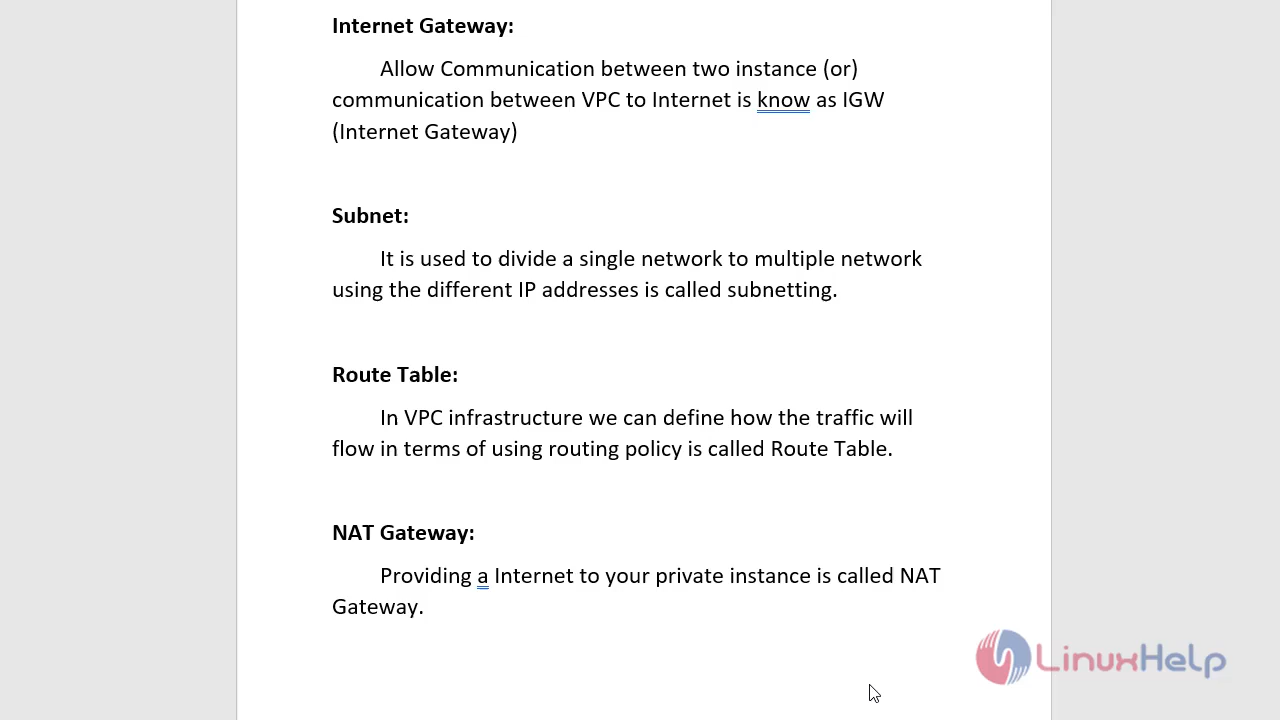 Internet Gateway:
Allow Communication between two instance (or)
communication between VPC to Internet is know as IGW
(Internet Gateway)
Subnet:
It is used to divide a single network to multiple network
using the different IP addresses is called subnetting.
Route Table:
In VPC infrastructure we can define how the traffic will
flow in terms of using routing policy is called Route Table.
NAT Gateway:
Providing a Internet to your private instance is called NAT
Gateway.
LinuxHelp